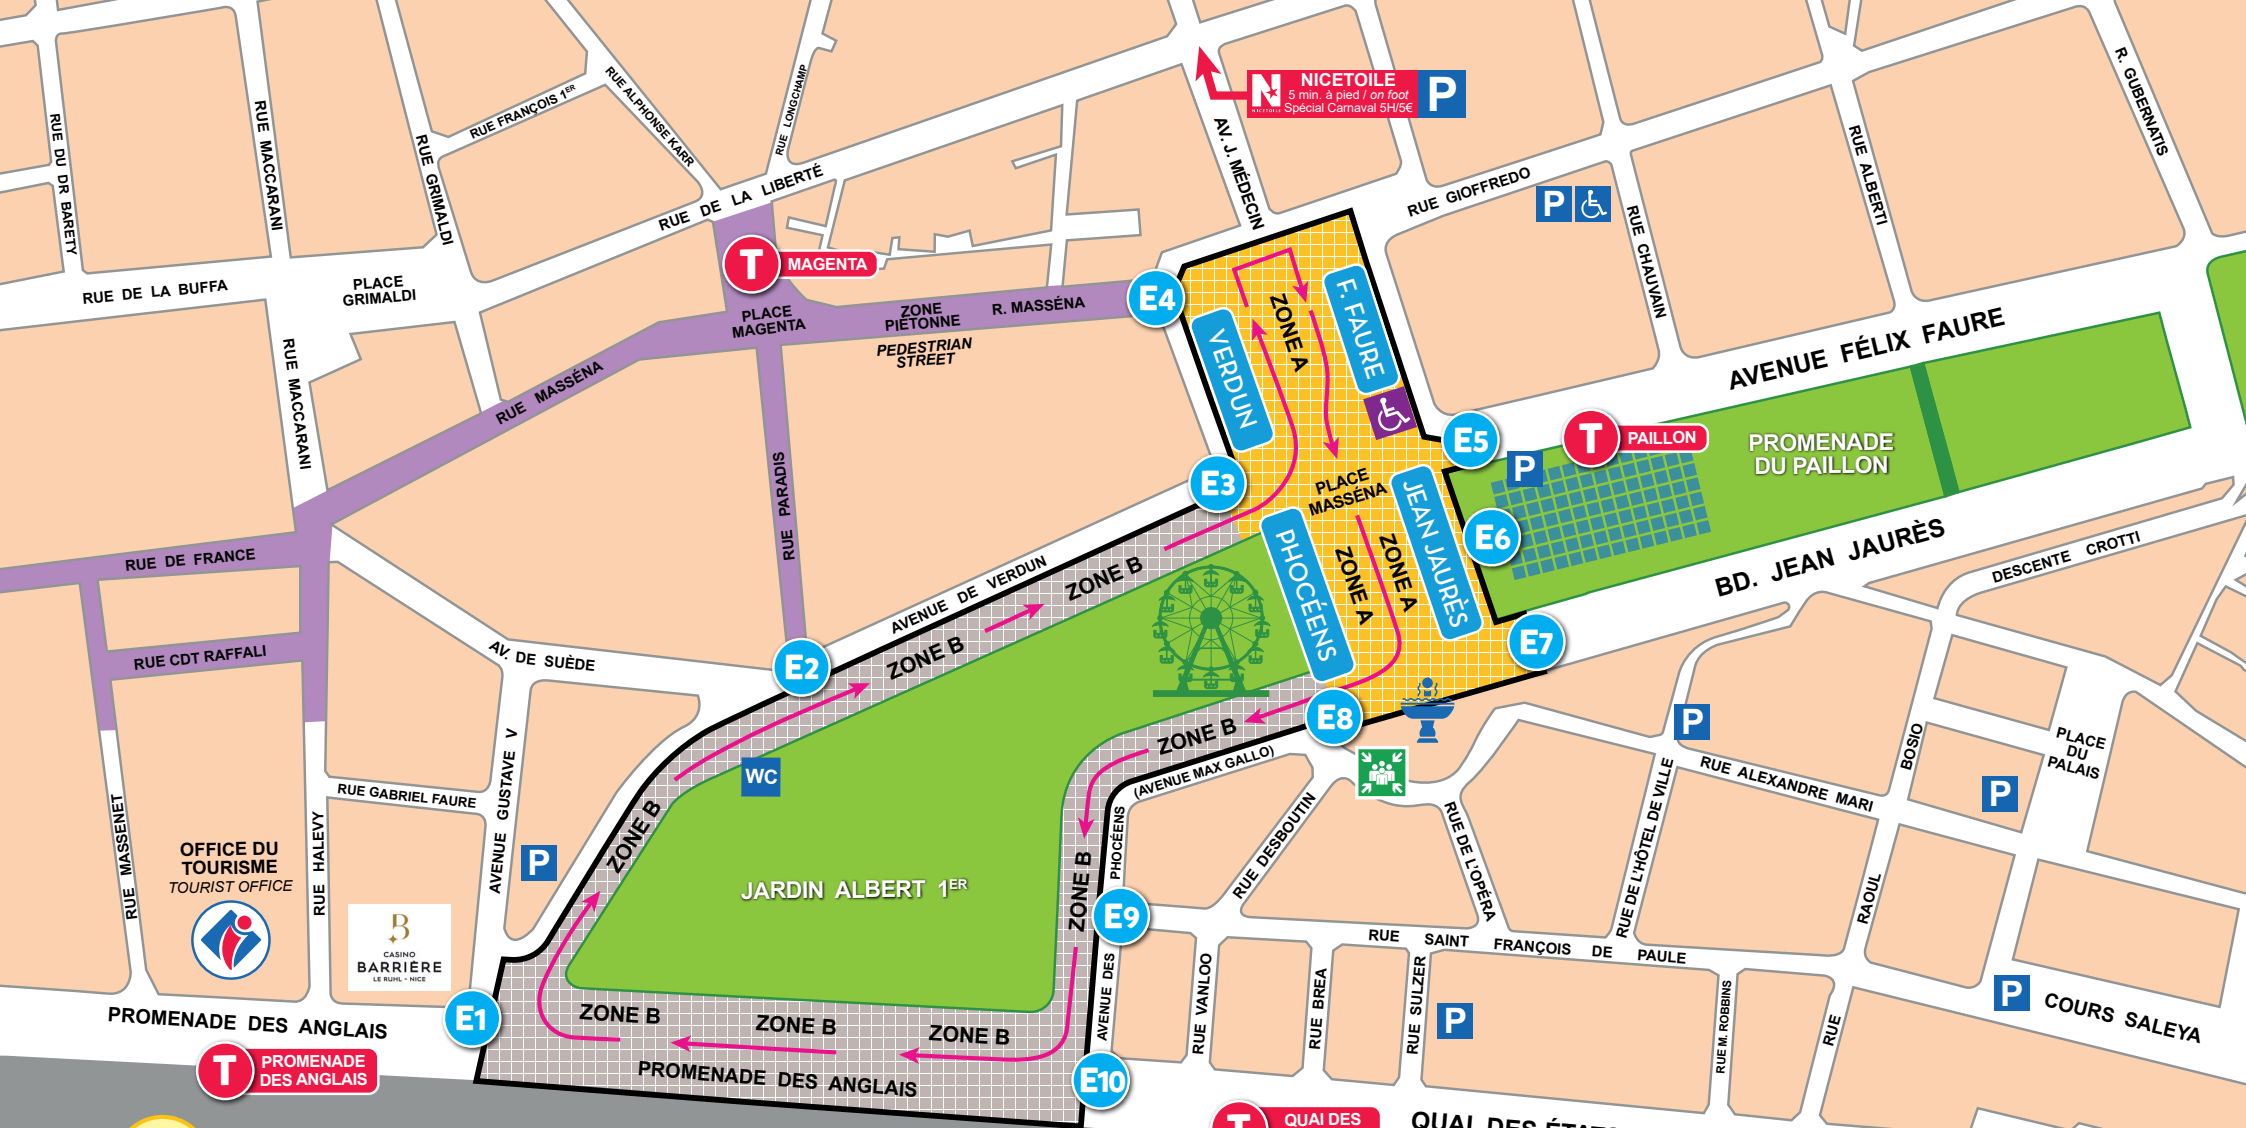 NICETOILE
5 min. à pied / on foot
Spécial Carnaval 5H/5€
P
N
R. GUBERNATIS
RUE LONGCHAMP
RUE ALPHONSE KARR
RUE FRANÇOIS 1ER
RUE MACCARANI
RUE DU DR BARETY
RUE GRIMALDI
AV. J. MÉDECIN
RUE ALBERTI
RUE DE LA LIBERTÉ
RUE GIOFFREDO
P
RUE CHAUVAIN
T MAGENTA
RUE DE LA BUFFA
PLACE
GRIMALDI
PLACE
MAGENTA
ZONE
PIÉTONNE
R. MASSÉNA
PEDESTRIAN
STREET
E4
ZONE A
F. FAURE
VERDUN
AVENUE FÉLIX FAURE
RUE MACCARANI
RUE MASSÉNA
E5
T PAILLON
P
PROMENADE
DU PAILLON
E3
PLACE
MASSÉNA
JEAN JAURÈS
PHOCÉENS
E6
ZONE A
ZONE A
RUE PARADIS
RUE DE FRANCE
BD. JEAN JAURÈS
DESCENTE CROTTI
AVENUE DE VERDUN
ZONE B
ZONE B
RUE CDT RAFFALI
AV. DE SUÈDE
E2
E7
E8
ZONE B
(AVENUE MAX GALLO)
P
PLACE
DU
PALAIS
BOSIO
RUE ALEXANDRE MARI
P
WC
AVENUE GUSTAVE V
RUE GABRIEL FAURE
ZONE B
RUE MASSENET
RUE HALEVY
OFFICE DU
TOURISME
TOURIST OFFICE
P
B
CASINO
BARRIÈRE
LE RUHL - NICE
JARDIN ALBERT 1ER
ZONE B
PHOCÉENS
RUE DESBOUTIN
RUE DE L'OPÉRA
RUE DE L'HÔTEL DE VILLE
RAOUL
E9
RUE SAINT FRANÇOIS DE PAULE
AVENUE DES
RUE VANLOO
RUE BREA
RUE SULZER
P
RUE M. ROBBINS
RUE
P
COURS SALEYA
E1
ZONE B
ZONE B
ZONE B
PROMENADE DES ANGLAIS
PROMENADE DES ANGLAIS
T PROMENADE
DES ANGLAIS
E10
T QUAI DES